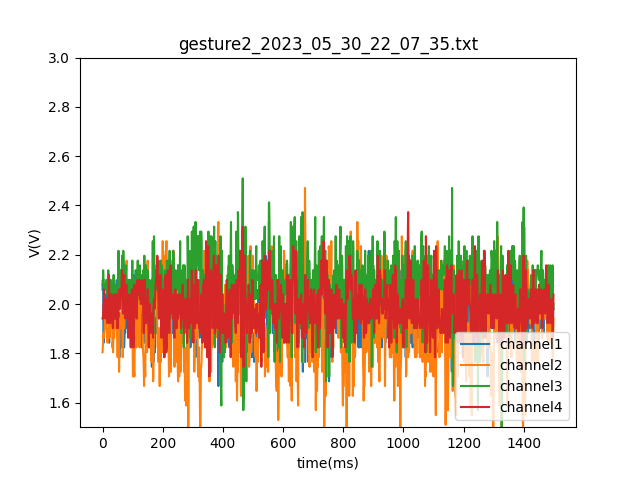 gesture2_2023_05_30_22_07_35.txt
3.0
2.8
2.6
2.4
2.2
2.0
1.8
1.6
V(V)
channel1
channel2
channel3
channel4
0 200 400 600 800 1000 1200 1400
time(ms)